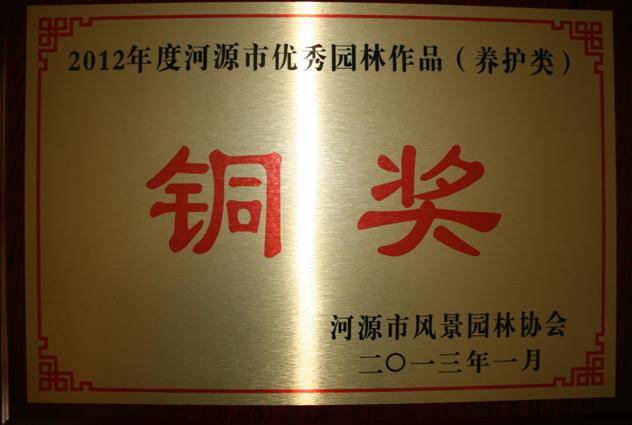 2012年度河源市优秀园林作品（养护类）
铜奖
河源市风景园林协会
二〇一三年一月